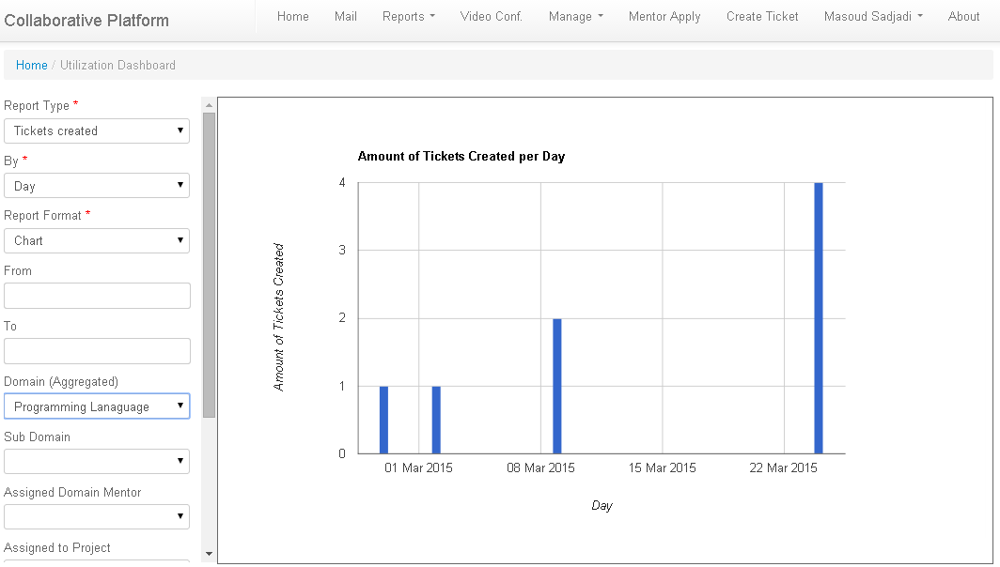 Collaborative Platform
Home Mail Reports Video Conf. Manage Mentor Apply Create Ticket Masoud Sadjadi About
Home / Utilization Dashboard
Report Type *
Tickets created
By *
Day
Report Format *
Chart
From
To
Domain (Aggregated)
Programming Lanaguage
Sub Domain
Assigned Domain Mentor
Assigned to Project
Amount of Tickets Created per Day
Amount of Tickets Created
4
3
2
1
0
01 Mar 2015 08 Mar 2015 15 Mar 2015 22 Mar 2015
Day